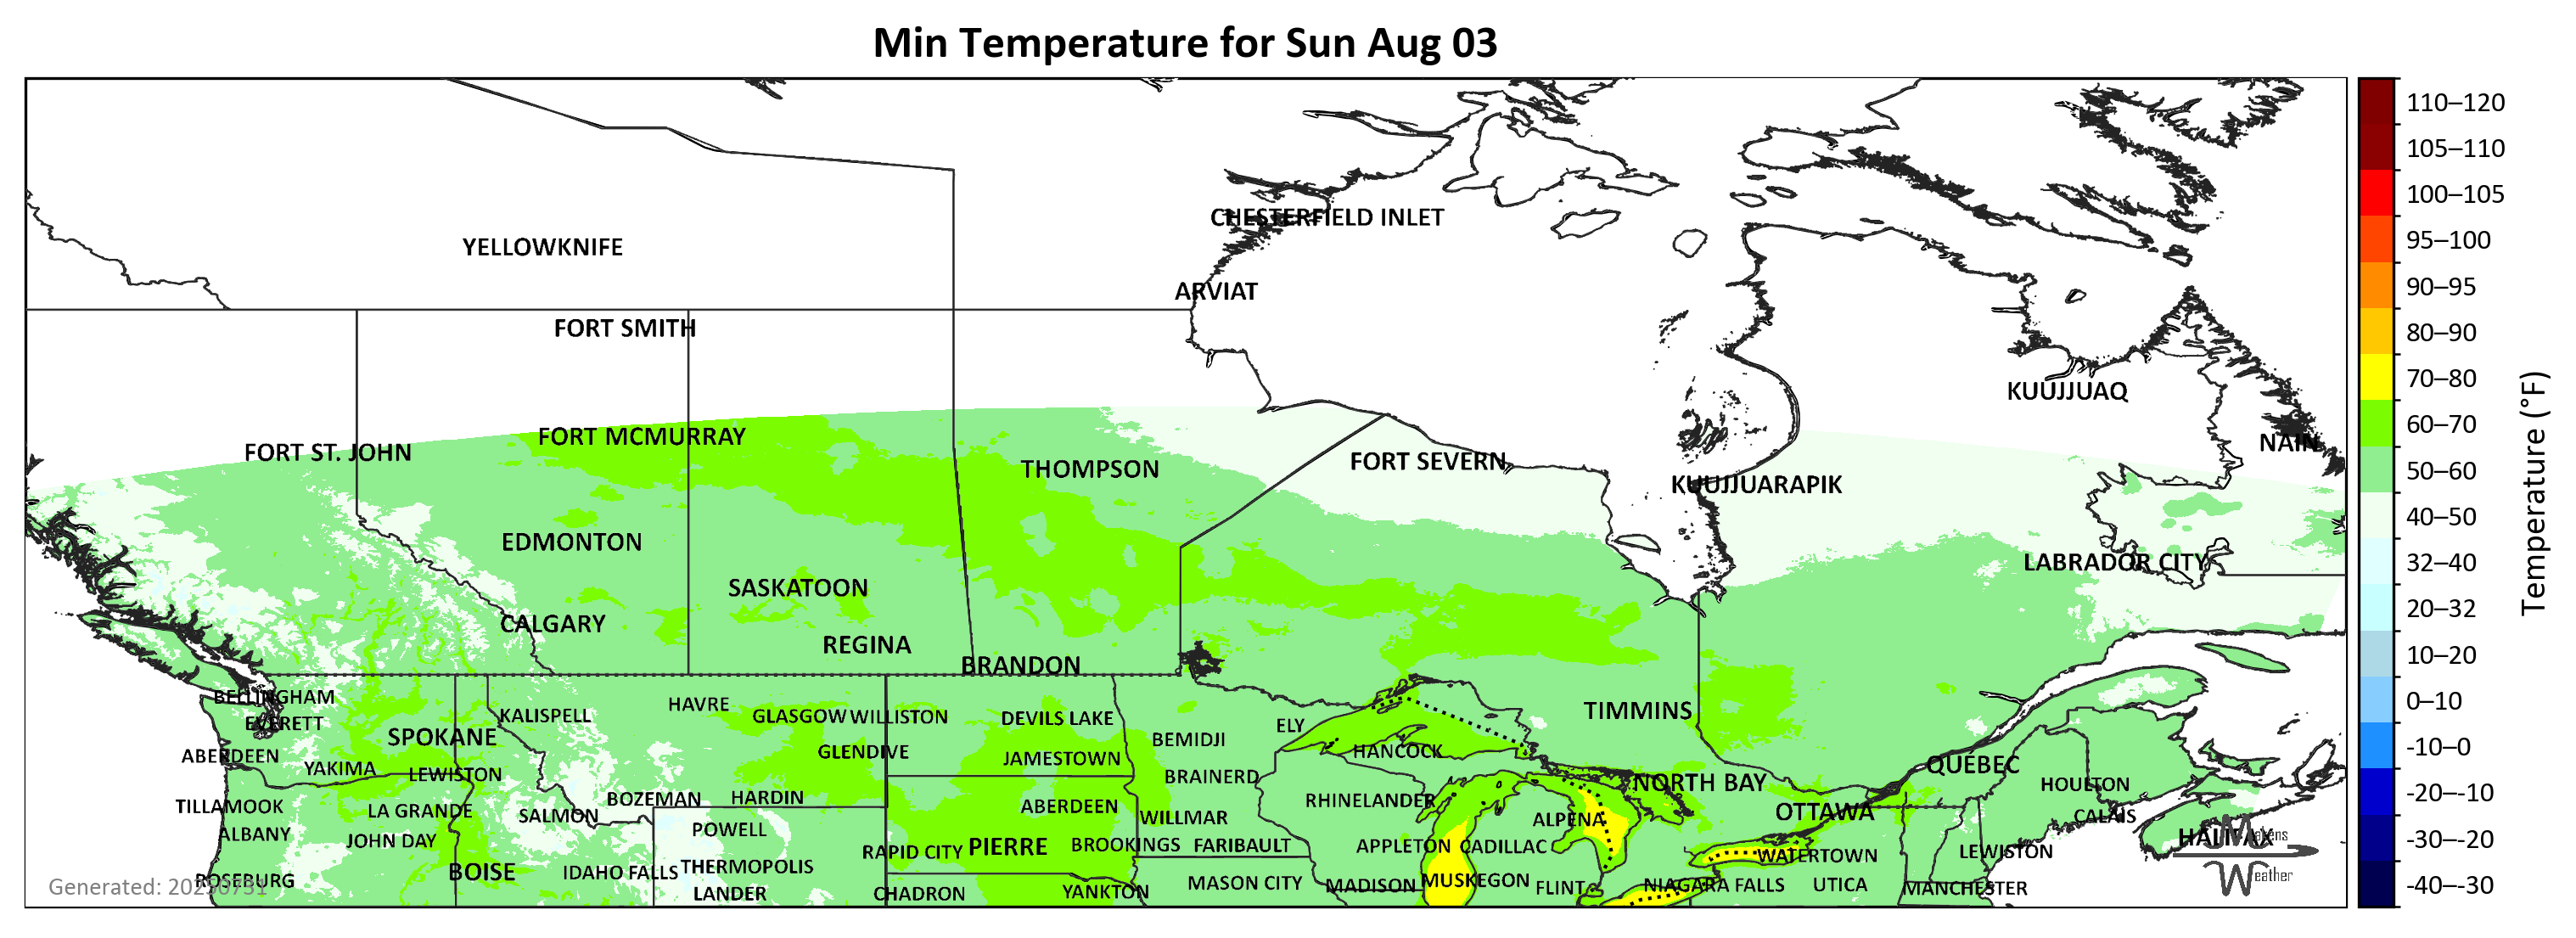 Min Temperature for Sun Aug 03
CHESTERFIELD INLET
YELLOWKNIFE
ARVIAT
FORT SMITH
KUUJJUAQ
FORT MCMURRAY
NAIN
FORT ST. JOHN
FORT SEVERN
THOMPSON
KUUJJUARAPIK
EDMONTON
LABRADOR CITY
SASKATOON
CALGARY
REGINA
BRANDON
BELLINGHAM
HAVRE
TIMMINS
KALISPELL
GLASGOW
WILLISTON
DEVILS LAKE
EVERETT
ELY
SPOKANE
BEMIDJI
GLENDIVE
HANCOCK
ABERDEEN
JAMESTOWN
QUÉBEC
YAKIMA
LEWISTON
BRAINERD
NORTH BAY
HOULTON
BOZEMAN
HARDIN
RHINELANDER
TILLAMOOK
LA GRANDE
SALMON
ABERDEEN
WILLMAR
ALPENA
OTTAWA
CALAIS
ALBANY
JOHN DAY
POWELL
HALIFAX
RAPID CITY
PIERRE
BROOKINGS
FARIBAULT
APPLETON
CADILLAC
WATERTOWN
LEWISTON
BOISE
IDAHO FALLS
THERMOPOLIS
ROSEBURG
MASON CITY
MADISON
MUSKEGON
FLINT
NIAGARA FALLS
UTICA
MANCHESTER
LANDER
CHADRON
YANKTON
Generated: 20250731
Makens
Weather
110–120
105–110
100–105
95–100
90–95
80–90
70–80
60–70
50–60
40–50
32–40
20–32
10–20
0–10
-10–0
-20–-10
-30–-20
-40–-30
Temperature (°F)